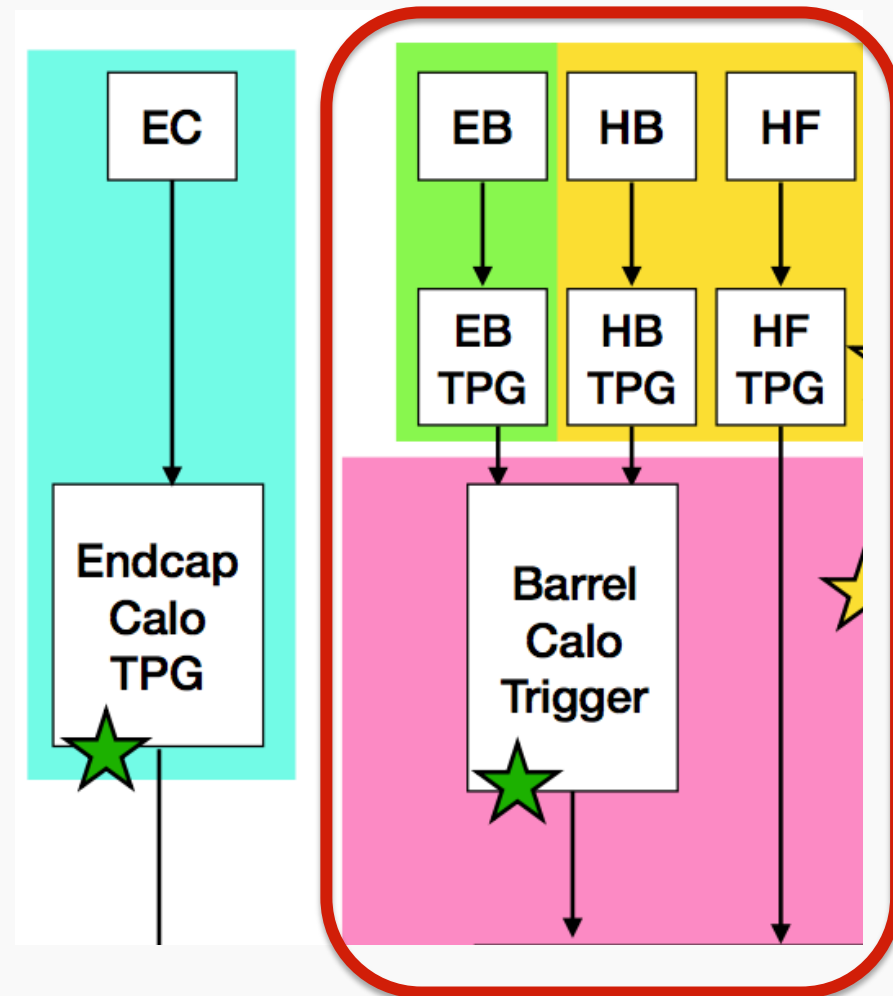 EC
EB
HB
HF
EB
TPG
HB
TPG
HF
TPG
Endcap
Calo
TPG
Barrel
Calo
Trigger